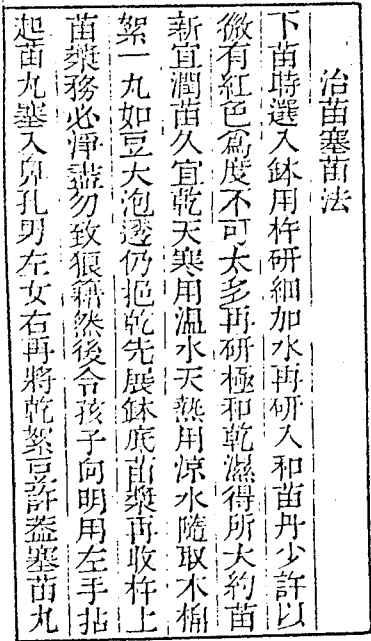 治苗塞苗法
下苗時選入鉢用杵研細加水再研入和苗丹少許以
微有紅色爲度不可太多再研極和乾濕得所大約苗
新宜潤苗久宜乾天寒用温水天熱用凉水隨取木棉
絮一丸如豆大泡透仍挹乾先展鉢底苗漿再收杵上
苗漿務必淨盡勿致狼籍然後令孩子向明用左手拈
起苗丸塞入鼻孔男左女右再將乾絮豆許葢塞苗丸